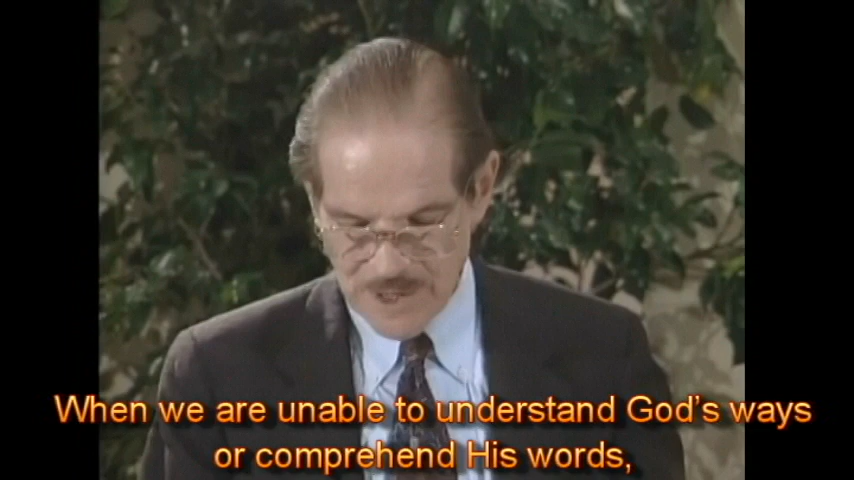 When we are unable to understand God's ways
or comprehend His words,